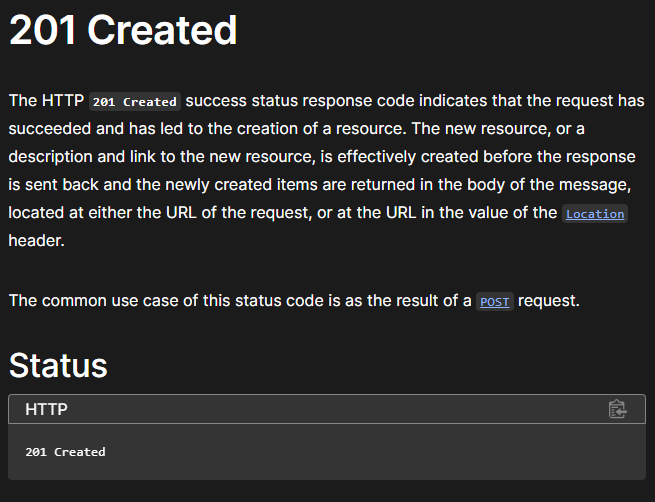 201 Created
The HTTP 201 Created success status response code indicates that the request has
succeeded and has led to the creation of a resource. The new resource, or a
description and link to the new resource, is effectively created before the response
is sent back and the newly created items are returned in the body of the message,
located at either the URL of the request, or at the URL in the value of the Location
header.
The common use case of this status code is as the result of a POST request.
Status
HTTP
201 Created